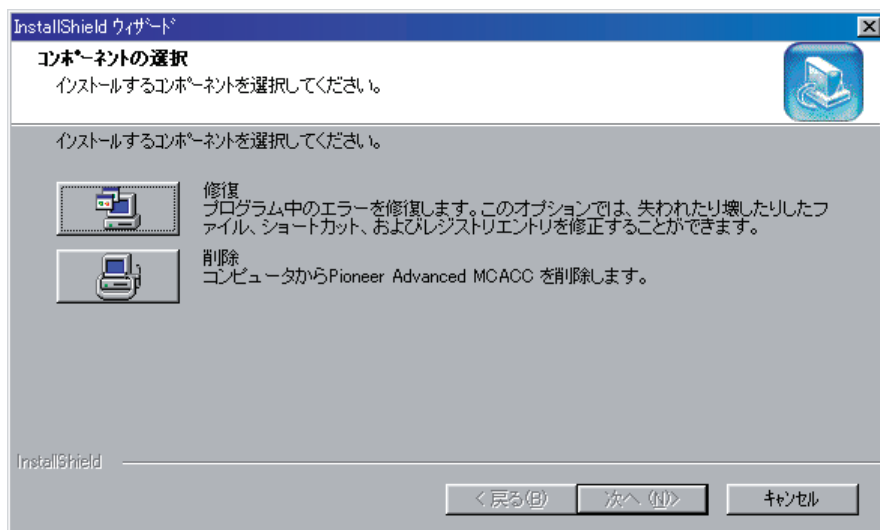 InstallShield ウィザード
コンポーネントの選択
インストールするコンポーネントを選択してください。
インストールするコンポーネントを選択してください。
修復
プログラム中のエラーを修復します。このオプションでは、失われたり壊したりしたフ
ァイル、ショートカット、およびレジストリエントリを修正することができます。
削除
コンピュータからPioneer Advanced MCACC を削除します。
InstallShield
< 戻る(B)
次へ (N)>
キャンセル